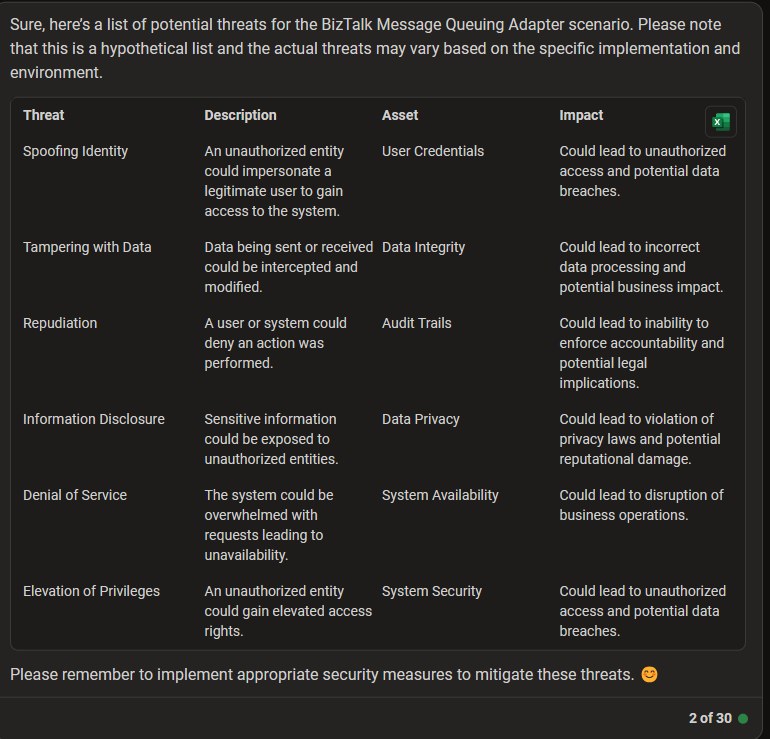 Sure, here's a list of potential threats for the BizTalk Message Queuing Adapter scenario. Please note
that this is a hypothetical list and the actual threats may vary based on the specific implementation and
environment.
Threat Description Asset Impact
Spoofing Identity An unauthorized entity User Credentials Could lead to unauthorized
could impersonate a access and potential data
legitimate user to gain breaches.
access to the system.
Tampering with Data Data being sent or received Data Integrity Could lead to incorrect
could be intercepted and data processing and
modified. potential business impact.
Repudiation A user or system could Audit Trails Could lead to inability to
deny an action was enforce accountability and
performed. potential legal
implications.
Information Disclosure Sensitive information Data Privacy Could lead to violation of
could be exposed to privacy laws and potential
unauthorized entities. reputational damage.
Denial of Service The system could be System Availability Could lead to disruption of
overwhelmed with business operations.
requests leading to
unavailability.
Elevation of Privileges An unauthorized entity System Security Could lead to unauthorized
could gain elevated access access and potential data
rights. breaches.
Please remember to implement appropriate security measures to mitigate these threats. 😊
2 of 30